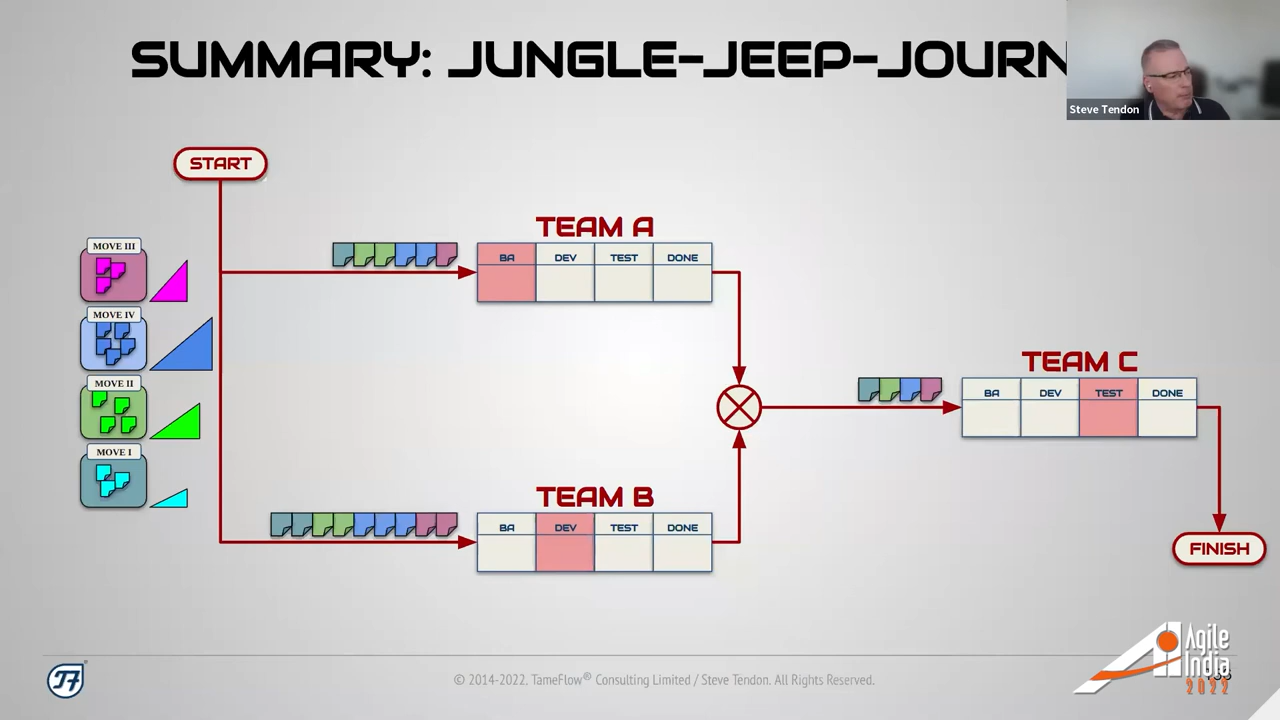 SUMMARY: JUNGLE-JEEP-JOURN
Steve Tendon
START
MOVE III
MOVE IV
MOVE II
MOVE I
TEAM A
BA DEV TEST DONE
TEAM B
BA DEV TEST DONE
TEAM C
BA DEV TEST DONE
FINISH
© 2014-2022. TameFlow® Consulting Limited / Steve Tendon. All Rights Reserved.
Agile
India
2022